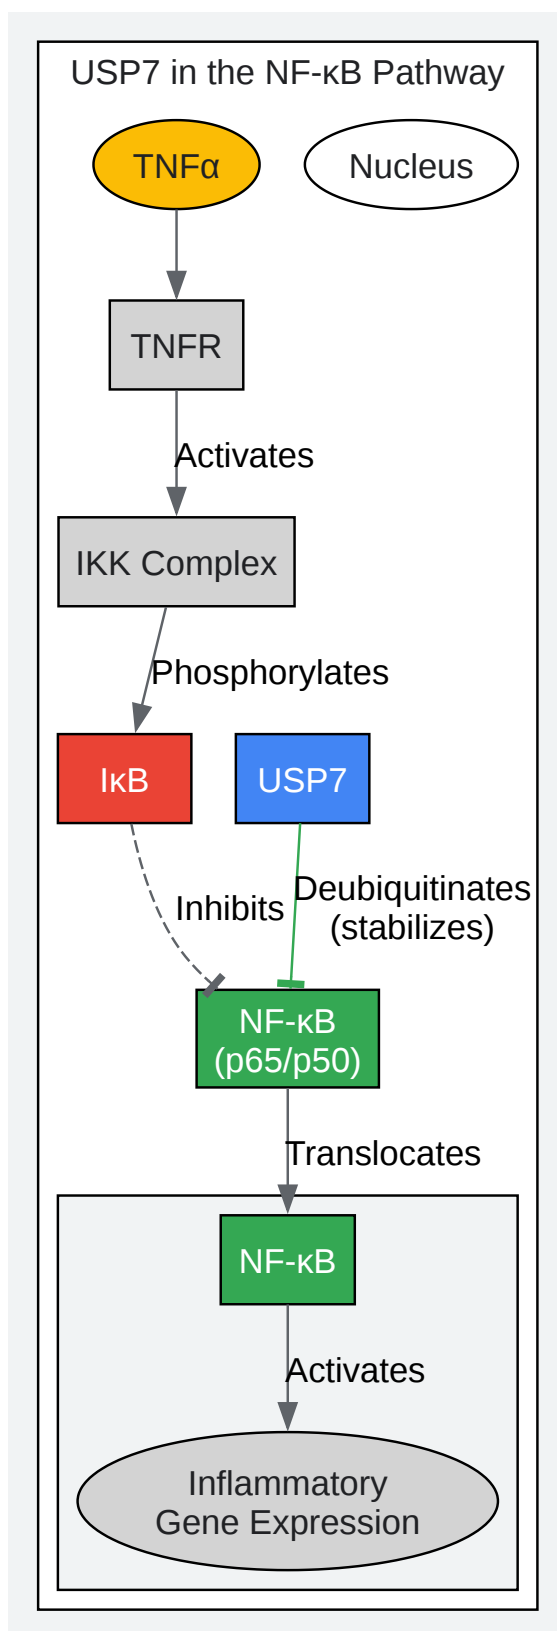 USP7 in the NF-κB Pathway
TNFα
Nucleus
TNFR
Activates
IKK Complex
Phosphorylates
IκB
USP7
Inhibits
Deubiquitinates
(stabilizes)
NF-κB
(p65/p50)
Translocates
NF-κB
Activates
Inflammatory
Gene Expression